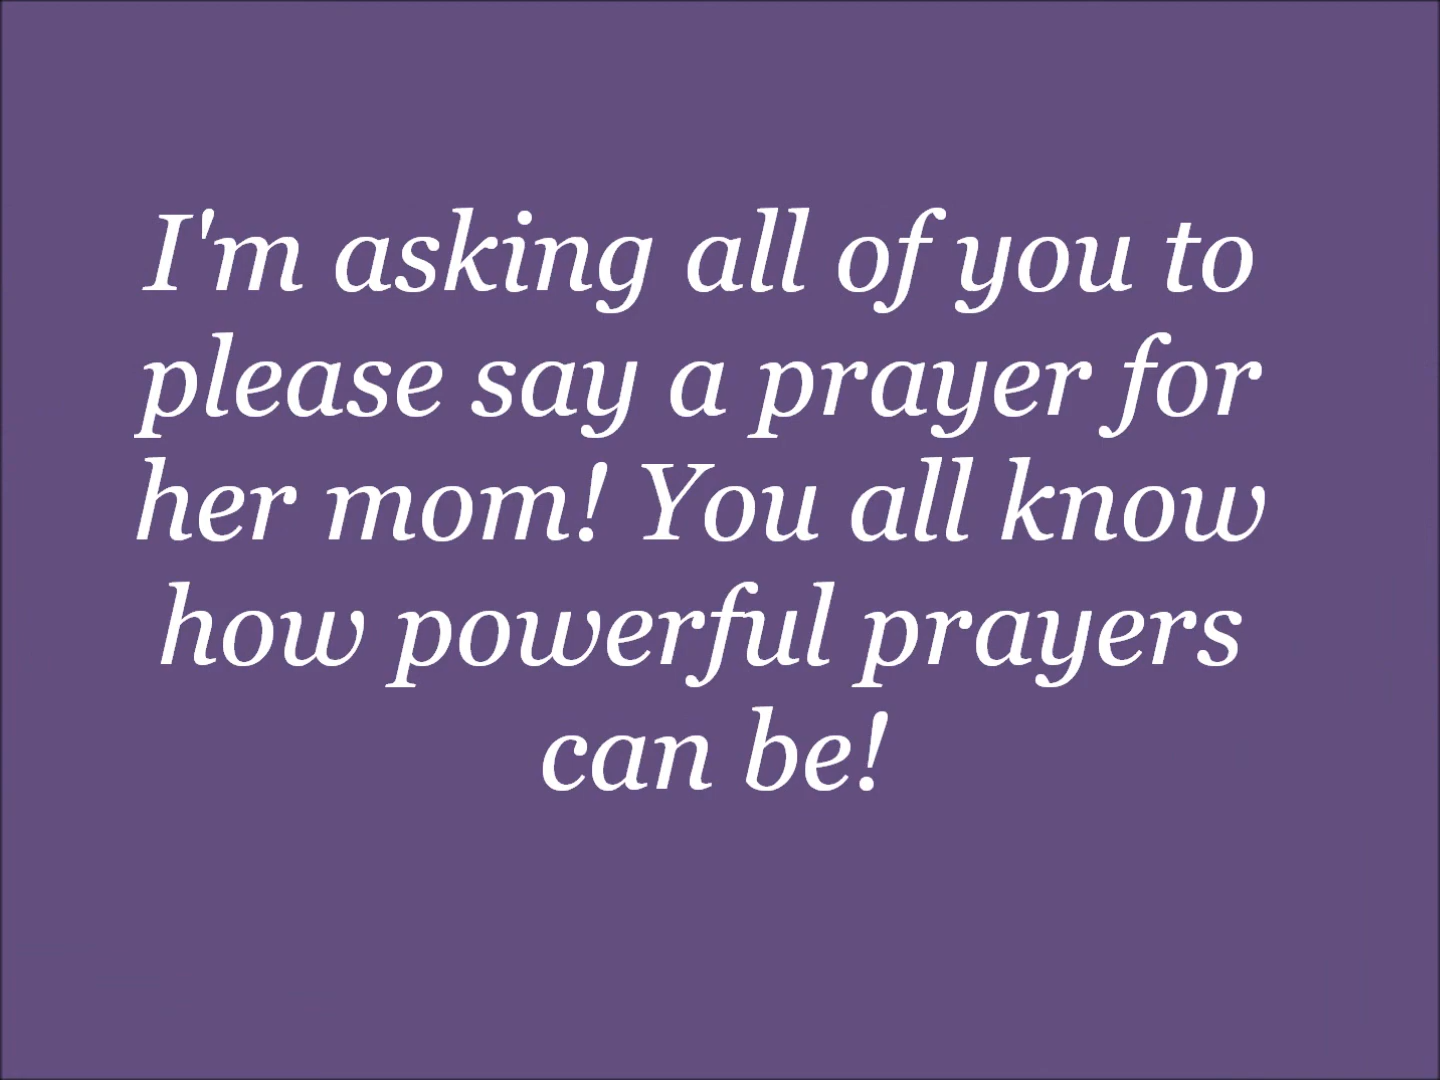 I'm asking all of you to
please say a prayer for
her mom! You all know
how powerful prayers
can be!